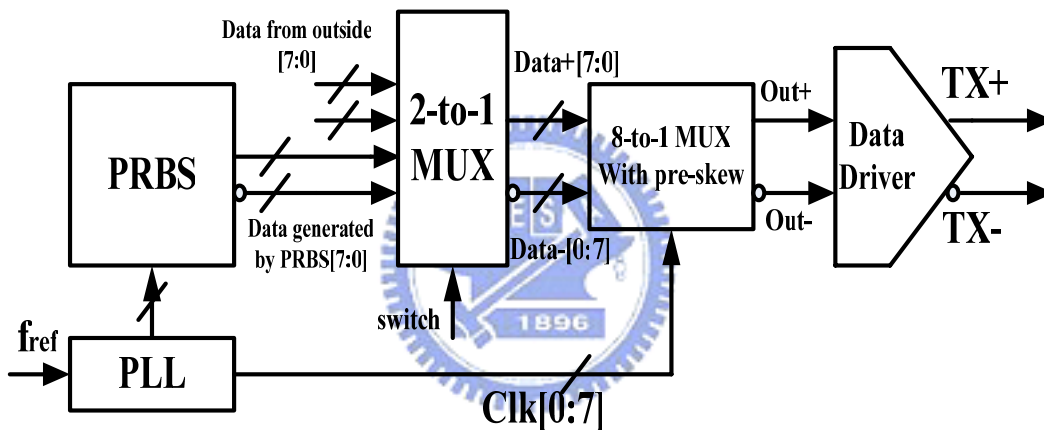 Data from outside
[7:0]
PRBS
Data generated
by PRBS[7:0]
2-to-1
MUX
switch
Data+[7:0]
Data-[0:7]
8-to-1 MUX
With pre-skew
Out+
Out-
Data
Driver
TX+
TX-
fref
PLL
Clk[0:7]
ES
1896